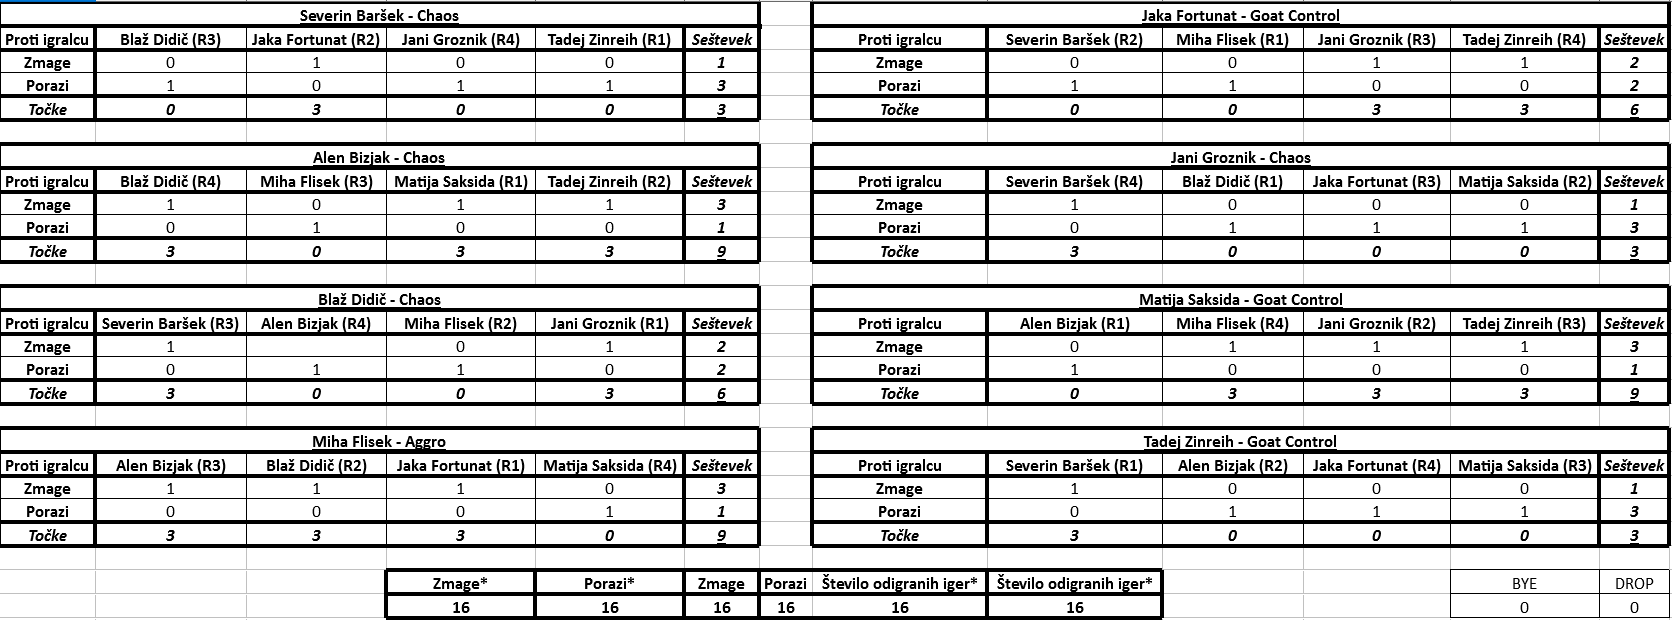 Severin Baršek - Chaos
Proti igralcu Blaž Didič (R3) Jaka Fortunat (R2) Jani Groznik (R4) Tadej Zinreih (R1) Seštevek
Zmage 0 1 0 0 1
Porazi 1 0 1 1 3
Točke 0 3 0 0 3
Jaka Fortunat - Goat Control
Proti igralcu Severin Baršek (R2) Miha Flisek (R1) Jani Groznik (R3) Tadej Zinreih (R4) Seštevek
Zmage 0 0 1 1 2
Porazi 1 1 0 0 2
Točke 0 0 3 3 6
Alen Bizjak - Chaos
Proti igralcu Blaž Didič (R4) Miha Flisek (R3) Matija Saksida (R1) Tadej Zinreih (R2) Seštevek
Zmage 1 0 1 1 3
Porazi 0 1 0 0 1
Točke 3 0 3 3 9
Jani Groznik - Chaos
Proti igralcu Severin Baršek (R4) Blaž Didič (R1) Jaka Fortunat (R3) Matija Saksida (R2) Seštevek
Zmage 1 0 0 0 1
Porazi 0 1 1 1 3
Točke 3 0 0 0 3
Blaž Didič - Chaos
Proti igralcu Severin Baršek (R3) Alen Bizjak (R4) Miha Flisek (R2) Jani Groznik (R1) Seštevek
Zmage 1 0 1 2
Porazi 0 1 1 0 2
Točke 3 0 0 3 6
Matija Saksida - Goat Control
Proti igralcu Alen Bizjak (R1) Miha Flisek (R4) Jani Groznik (R2) Tadej Zinreih (R3) Seštevek
Zmage 0 1 1 1 3
Porazi 1 0 0 0 1
Točke 0 3 3 3 9
Miha Flisek - Aggro
Proti igralcu Alen Bizjak (R3) Blaž Didič (R2) Jaka Fortunat (R1) Matija Saksida (R4) Seštevek
Zmage 1 1 1 0 3
Porazi 0 0 0 1 1
Točke 3 3 3 0 9
Tadej Zinreih - Goat Control
Proti igralcu Severin Baršek (R1) Alen Bizjak (R2) Jaka Fortunat (R4) Matija Saksida (R3) Seštevek
Zmage 1 0 0 0 1
Porazi 0 1 1 1 3
Točke 3 0 0 0 3
Zmage* Porazi* Zmage Porazi Število odigranih iger* Število odigranih iger* BYE DROP
16 16 16 16 16 16 0 0